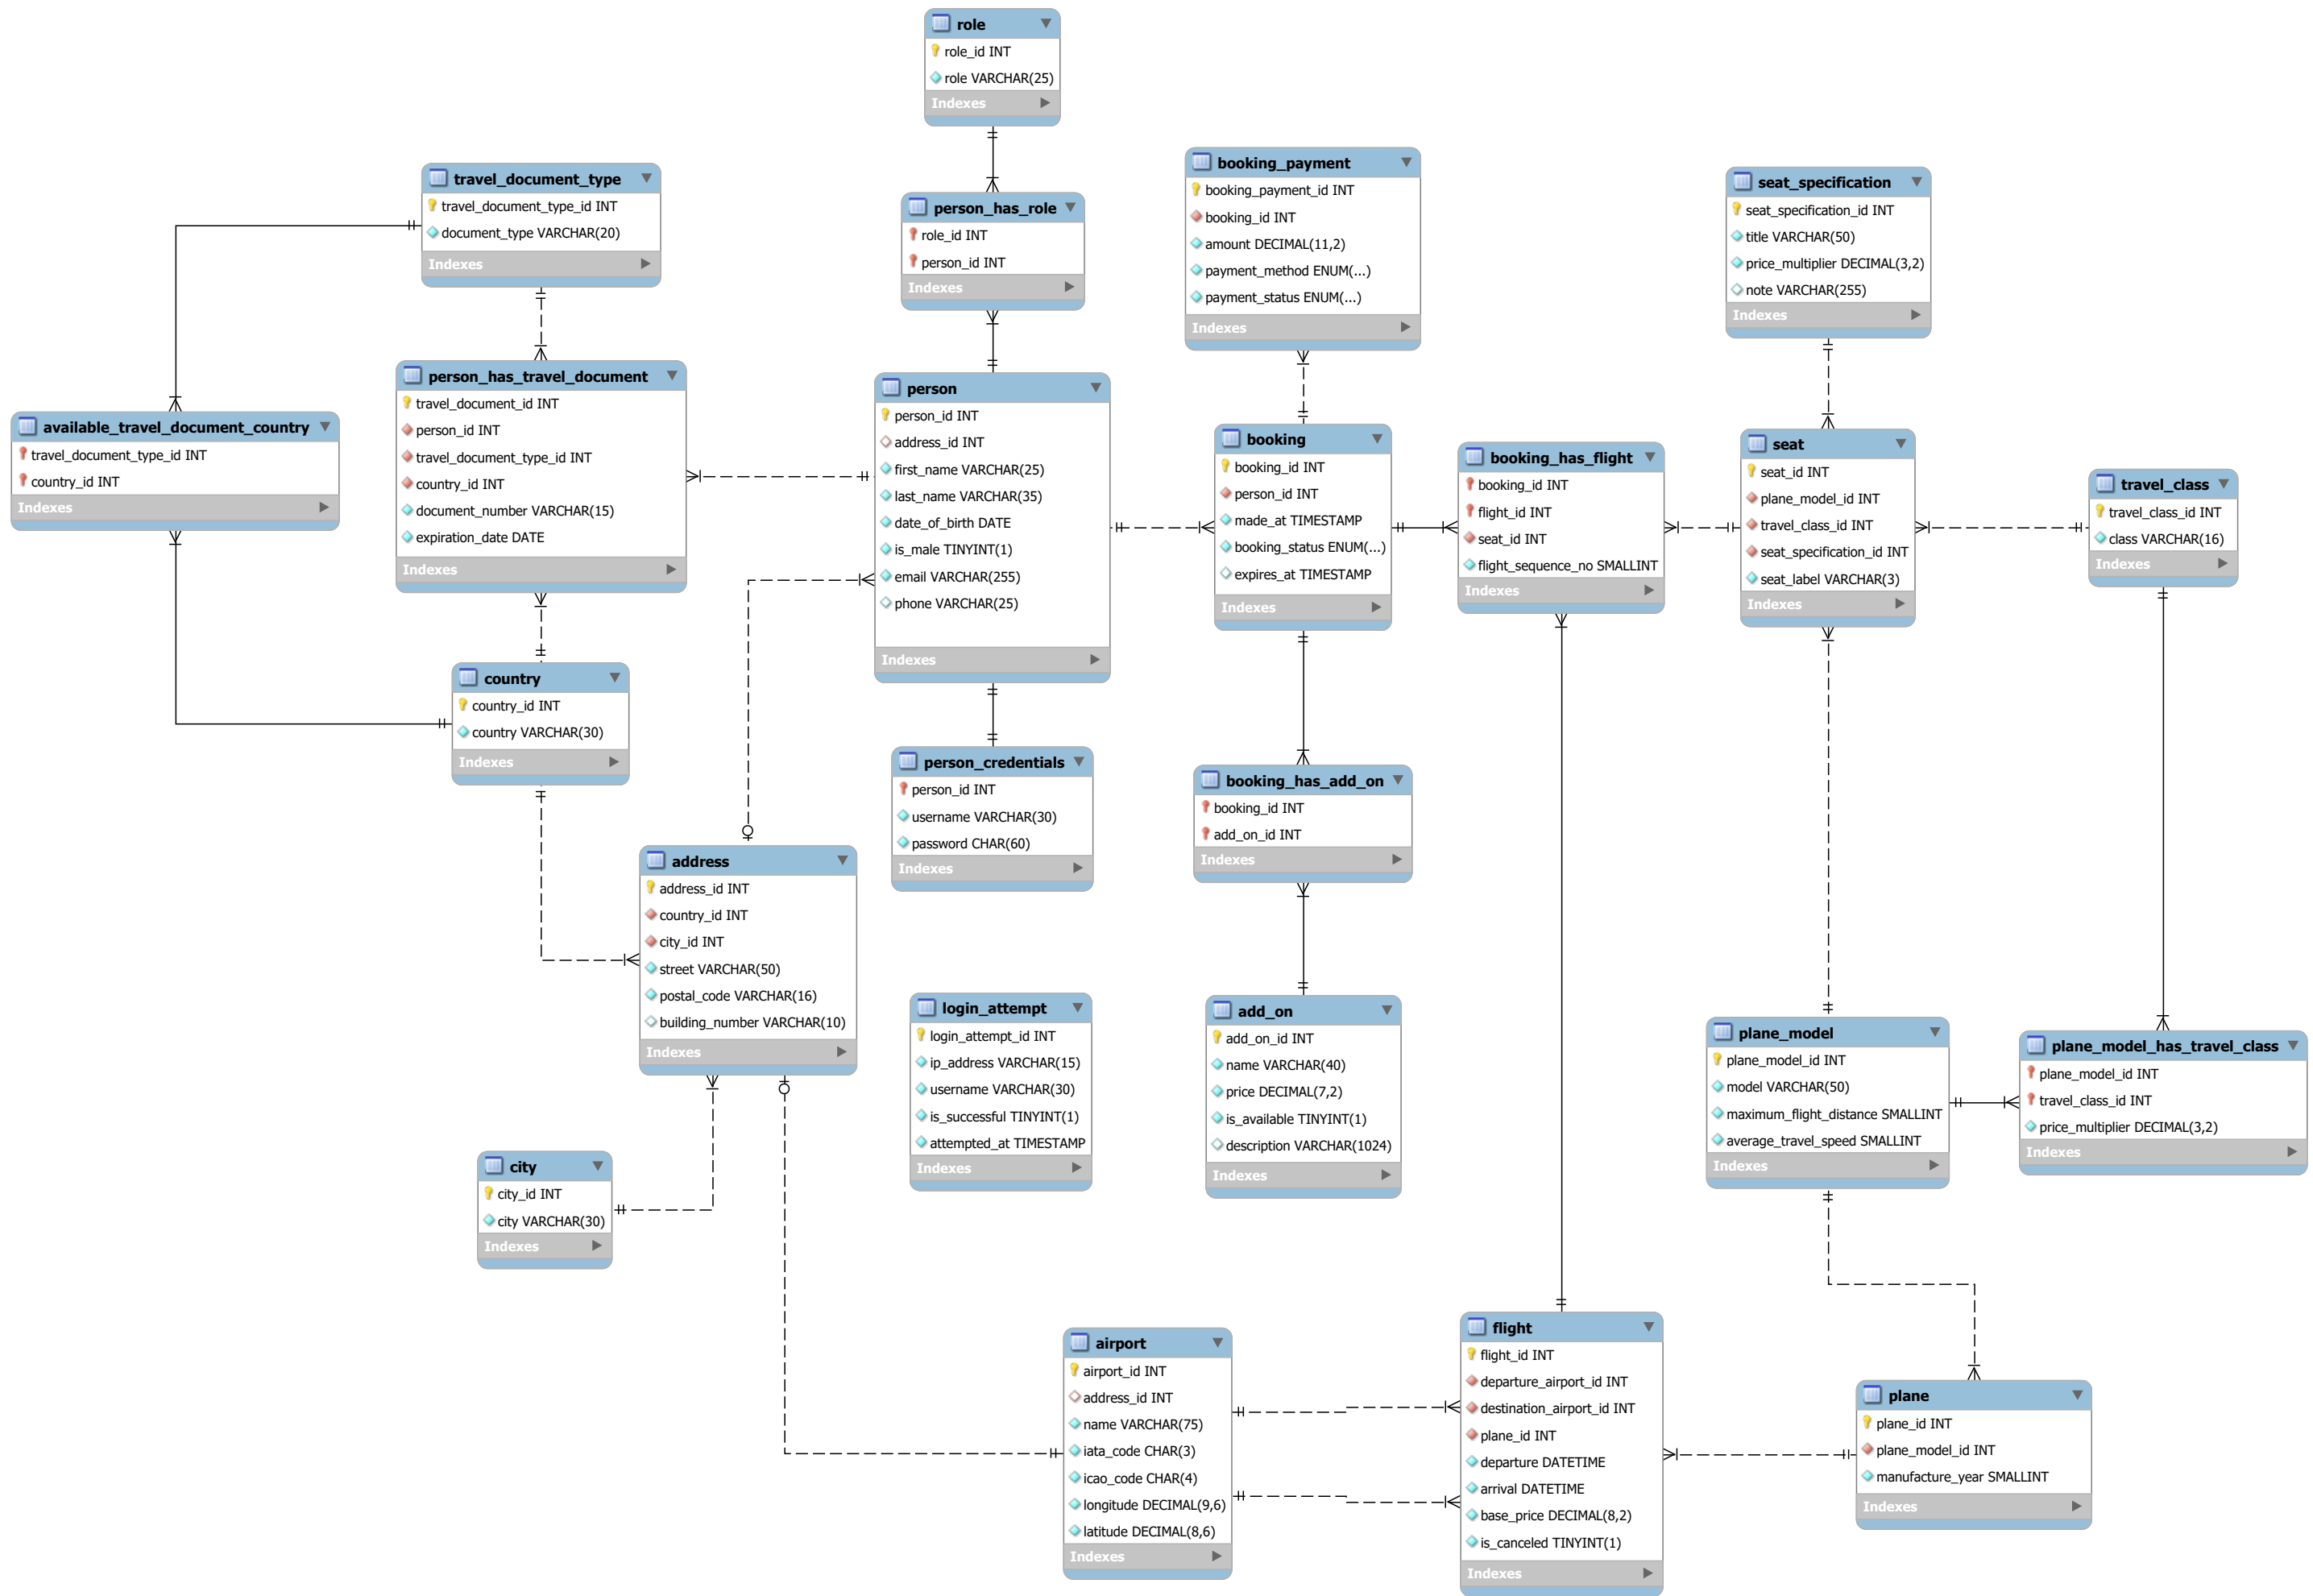 role
role_id INT
role VARCHAR(25)
Indexes
travel_document_type
travel_document_type_id INT
document_type VARCHAR(20)
Indexes
person_has_role
role_id INT
person_id INT
Indexes
booking_payment
booking_payment_id INT
booking_id INT
amount DECIMAL(11,2)
payment_method ENUM(...)
payment_status ENUM(...)
Indexes
seat_specification
seat_specification_id INT
title VARCHAR(50)
price_multiplier DECIMAL(3,2)
note VARCHAR(255)
Indexes
available_travel_document_country
travel_document_type_id INT
country_id INT
Indexes
person_has_travel_document
travel_document_id INT
person_id INT
travel_document_type_id INT
country_id INT
document_number VARCHAR(15)
expiration_date DATE
Indexes
person
person_id INT
address_id INT
first_name VARCHAR(25)
last_name VARCHAR(35)
date_of_birth DATE
is_male TINYINT(1)
email VARCHAR(255)
phone VARCHAR(25)
Indexes
booking
booking_id INT
person_id INT
made_at TIMESTAMP
booking_status ENUM(...)
expires_at TIMESTAMP
Indexes
booking_has_flight
booking_id INT
flight_id INT
seat_id INT
flight_sequence_no SMALLINT
Indexes
seat
seat_id INT
plane_model_id INT
travel_class_id INT
seat_specification_id INT
seat_label VARCHAR(3)
Indexes
travel_class
travel_class_id INT
class VARCHAR(16)
Indexes
country
country_id INT
country VARCHAR(30)
Indexes
person_credentials
person_id INT
username VARCHAR(30)
password CHAR(60)
Indexes
booking_has_add_on
booking_id INT
add_on_id INT
Indexes
address
address_id INT
country_id INT
city_id INT
street VARCHAR(50)
postal_code VARCHAR(16)
building_number VARCHAR(10)
Indexes
login_attempt
login_attempt_id INT
ip_address VARCHAR(15)
username VARCHAR(30)
is_successful TINYINT(1)
attempted_at TIMESTAMP
Indexes
add_on
add_on_id INT
name VARCHAR(40)
price DECIMAL(7,2)
is_available TINYINT(1)
description VARCHAR(1024)
Indexes
plane_model
plane_model_id INT
model VARCHAR(50)
maximum_flight_distance SMALLINT
average_travel_speed SMALLINT
Indexes
plane_model_has_travel_class
plane_model_id INT
travel_class_id INT
price_multiplier DECIMAL(3,2)
Indexes
city
city_id INT
city VARCHAR(30)
Indexes
airport
airport_id INT
address_id INT
name VARCHAR(75)
iata_code CHAR(3)
icao_code CHAR(4)
longitude DECIMAL(9,6)
latitude DECIMAL(8,6)
Indexes
flight
flight_id INT
departure_airport_id INT
destination_airport_id INT
plane_id INT
departure DATETIME
arrival DATETIME
base_price DECIMAL(8,2)
is_canceled TINYINT(1)
Indexes
plane
plane_id INT
plane_model_id INT
manufacture_year SMALLINT
Indexes